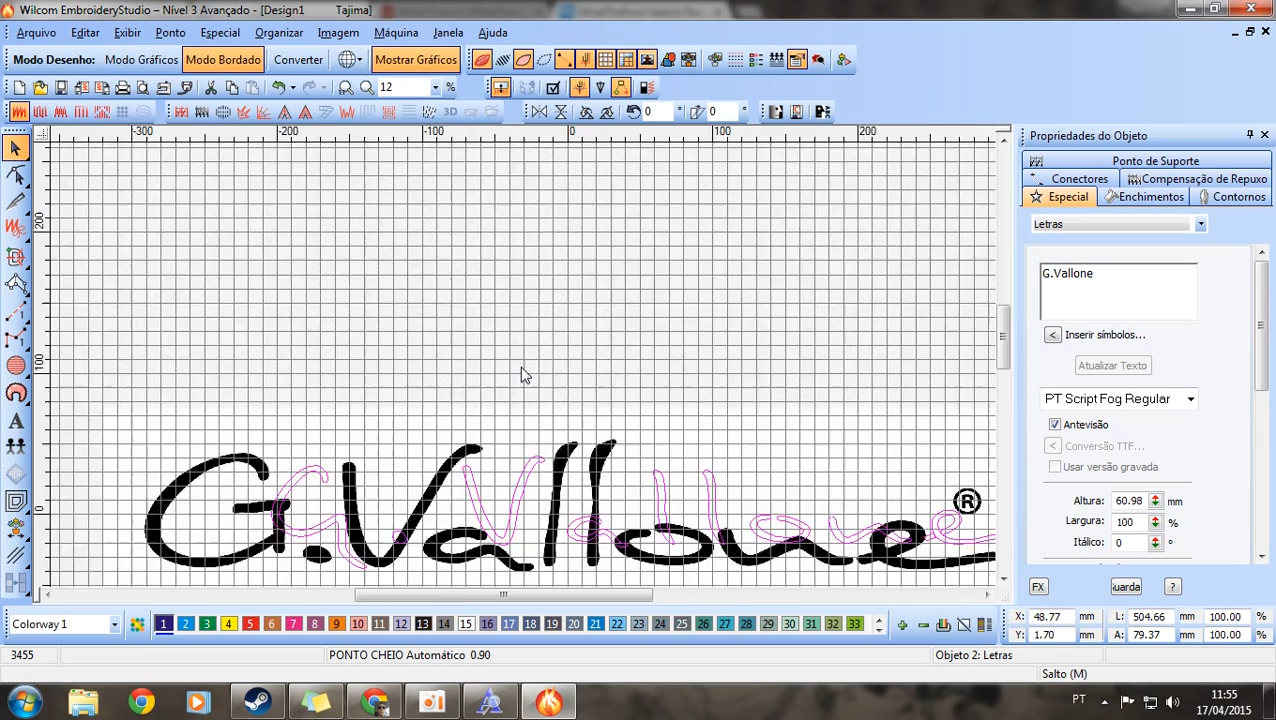 Wilcom EmbroideryStudio – Nível 3 Avançado - [Design1 Tajima]
Arquivo Editar Exibir Ponto Especial Organizar Imagem Máquina Janela Ajuda
Modo Desenho: Modo Gráficos Modo Bordado Converter Mostrar Gráficos
12 %
3D 0 ° 0 °
-300 -200 -100 0 100 200
200
100
0
G.Vallone ®
Propriedades do Objeto
Ponto de Suporte
Conectores Compensação de Repuxo
Especial Enchimentos Contornos
Letras
G.Vallone
< Inserir símbolos...
Atualizar Texto
PT Script Fog Regular
Antevisão
< Conversão TTF...
Usar versão gravada
Altura: 60.98 mm
Largura: 100 %
Itálico: 0 °
FX uarda ?
Colorway 1 1 2 3 4 5 6 7 8 9 10 11 12 13 14 15 16 17 18 19 20 21 22 23 24 25 26 27 28 29 30 31 32 33
X: 48.77 mm L: 504.66 mm 100.00 %
Y: 1.70 mm A: 79.37 mm 100.00 %
3455 PONTO CHEIO Automático 0.90 Objeto 2: Letras
Salto (M)
PT 11:55
17/04/2015